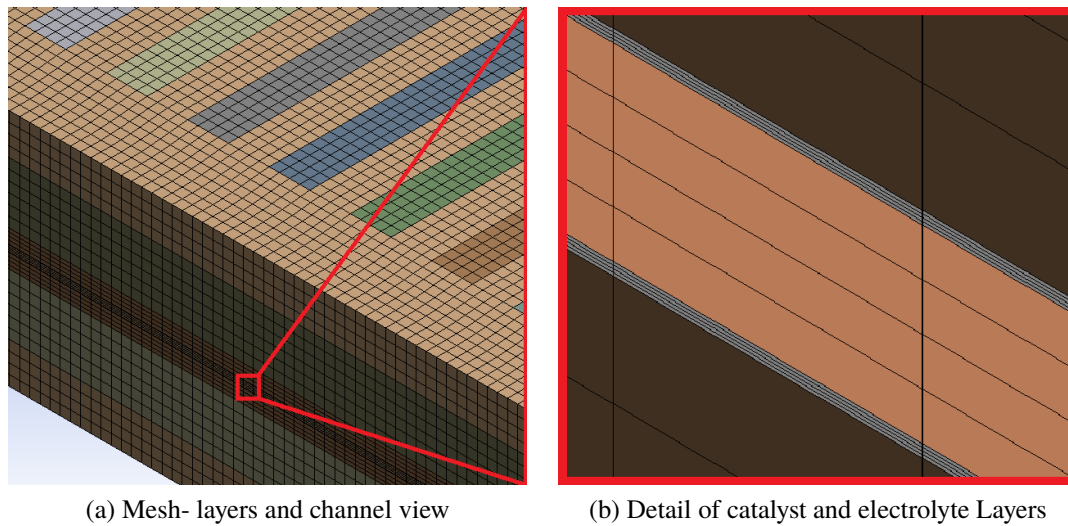 (a) Mesh- layers and channel view
(b) Detail of catalyst and electrolyte Layers